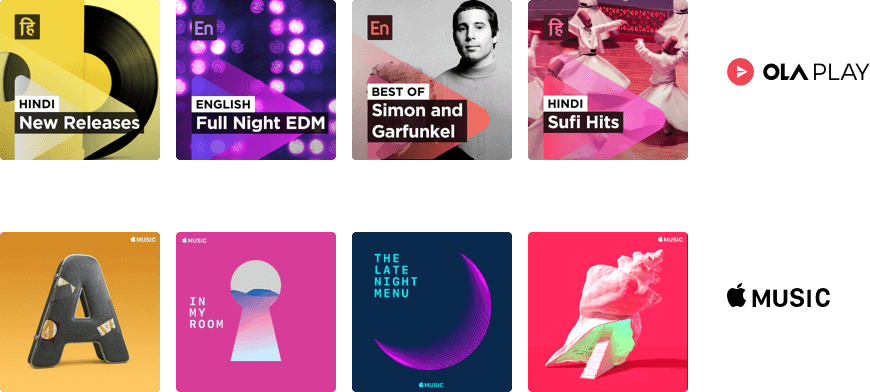 हि
HINDI
New Releases
En
ENGLISH
Full Night EDM
En
BEST OF
Simon and
Garfunkel
हि
HINDI
Sufi Hits
OLA PLAY
MUSIC
A
MUSIC
IN
MY
ROOM
THE
LATE
NIGHT
MENU
MUSIC
MUSIC
MUSIC